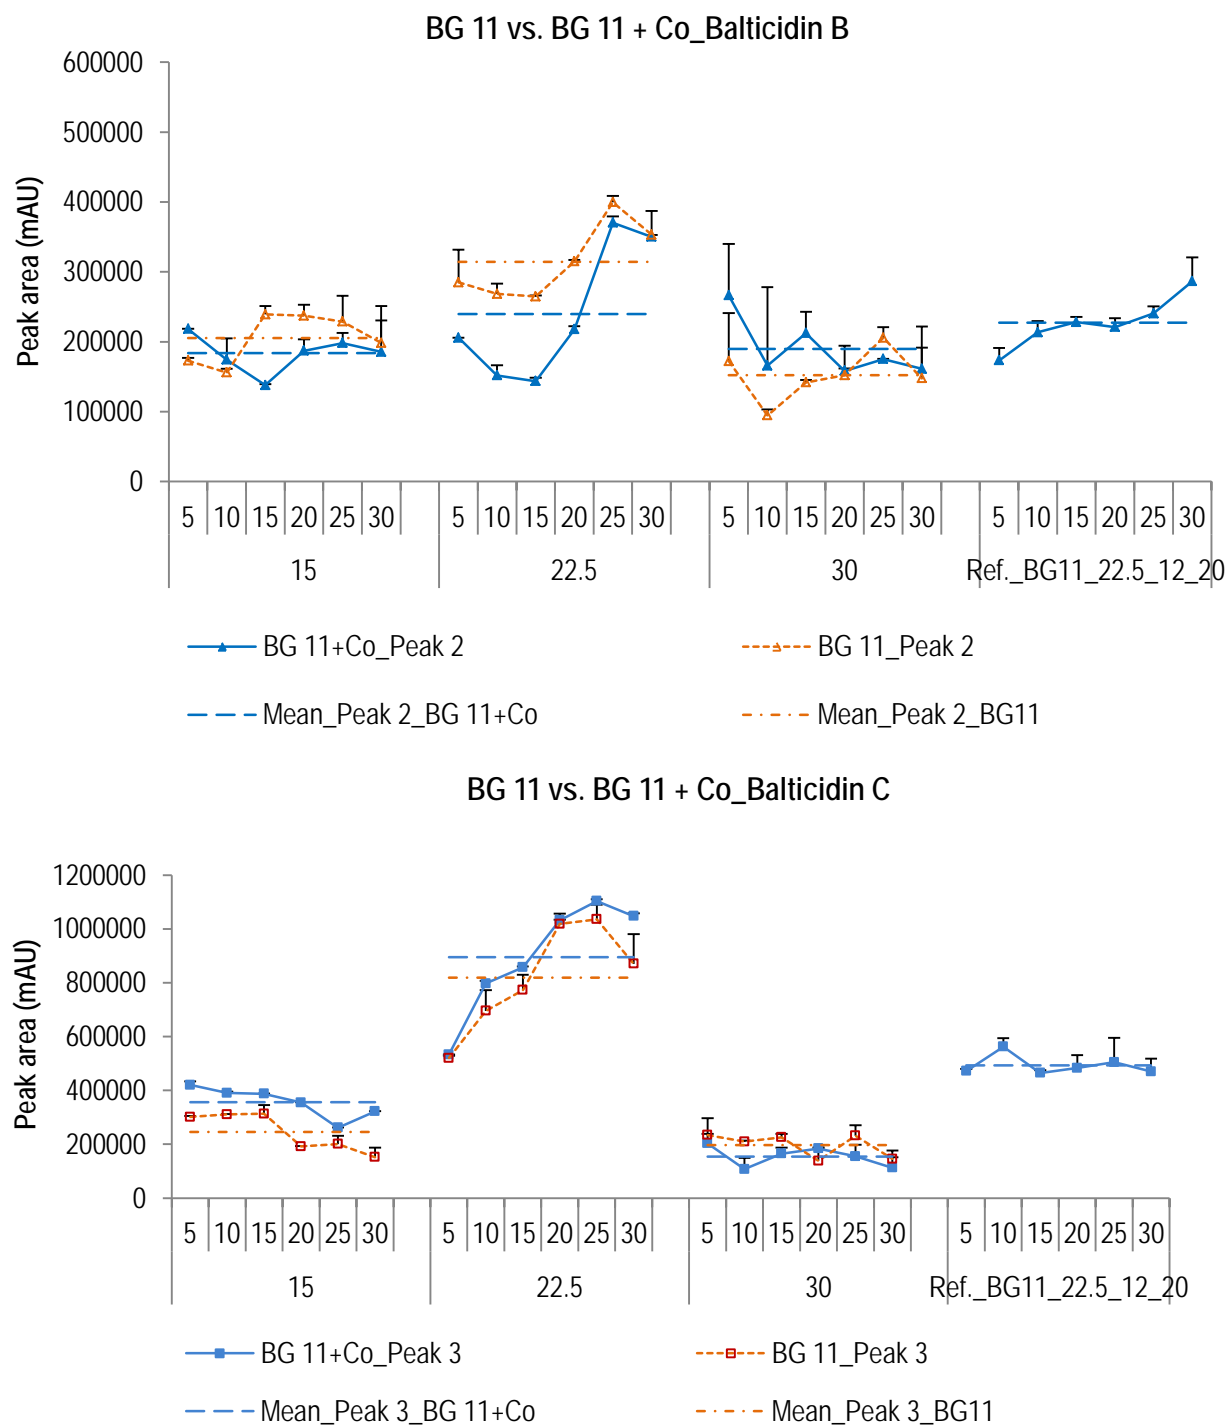 BG 11 vs. BG 11 + Co_Balticidin B
Peak area (mAU)
600000
500000
400000
300000
200000
100000
0
5 10 15 20 25 30 5 10 15 20 25 30 5 10 15 20 25 30 5 10 15 20 25 30
15 22.5 30 Ref._BG11_22.5_12_20
BG 11+Co_Peak 2 BG 11_Peak 2
Mean_Peak 2_BG 11+Co Mean_Peak 2_BG11
BG 11 vs. BG 11 + Co_Balticidin C
Peak area (mAU)
1200000
1000000
800000
600000
400000
200000
0
5 10 15 20 25 30 5 10 15 20 25 30 5 10 15 20 25 30 5 10 15 20 25 30
15 22.5 30 Ref._BG11_22.5_12_20
BG 11+Co_Peak 3 BG 11_Peak 3
Mean_Peak 3_BG 11+Co Mean_Peak 3_BG11